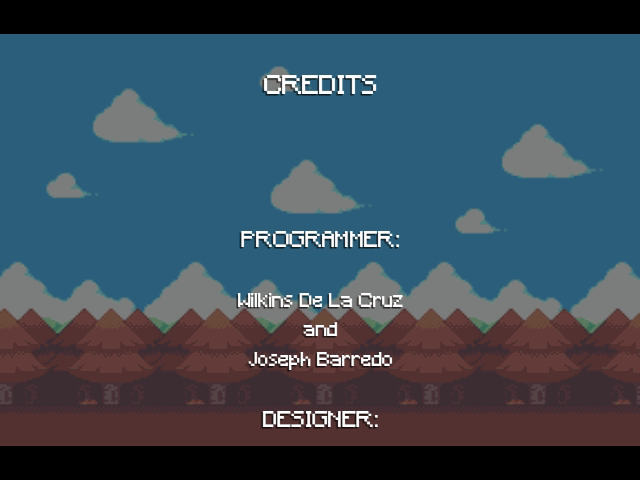 CREDITS
PROGRAMMER:
Wilkins De La Cruz
and
Joseph Barredo
DESIGNER: